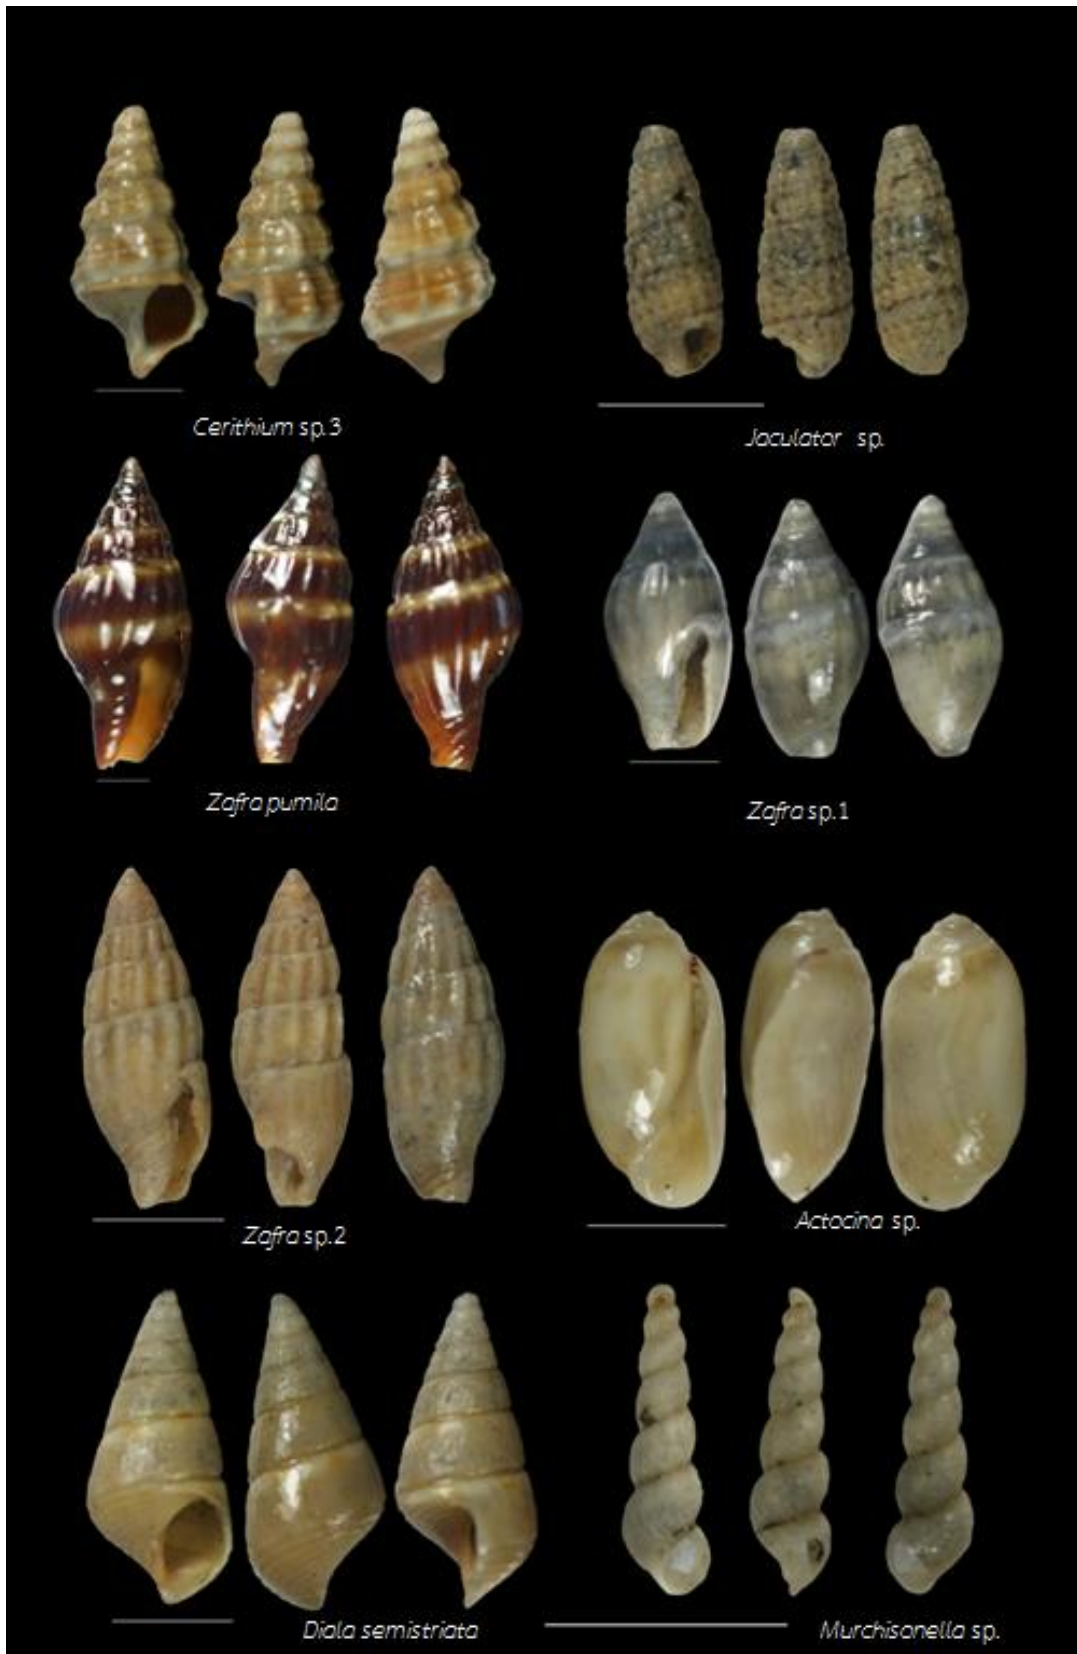 Cerithium sp.3
Jaculator sp.
Zafra pumila
Zafra sp.1
Zafra sp.2
Actocina sp.
Diala semistriata
Murchisonella sp.